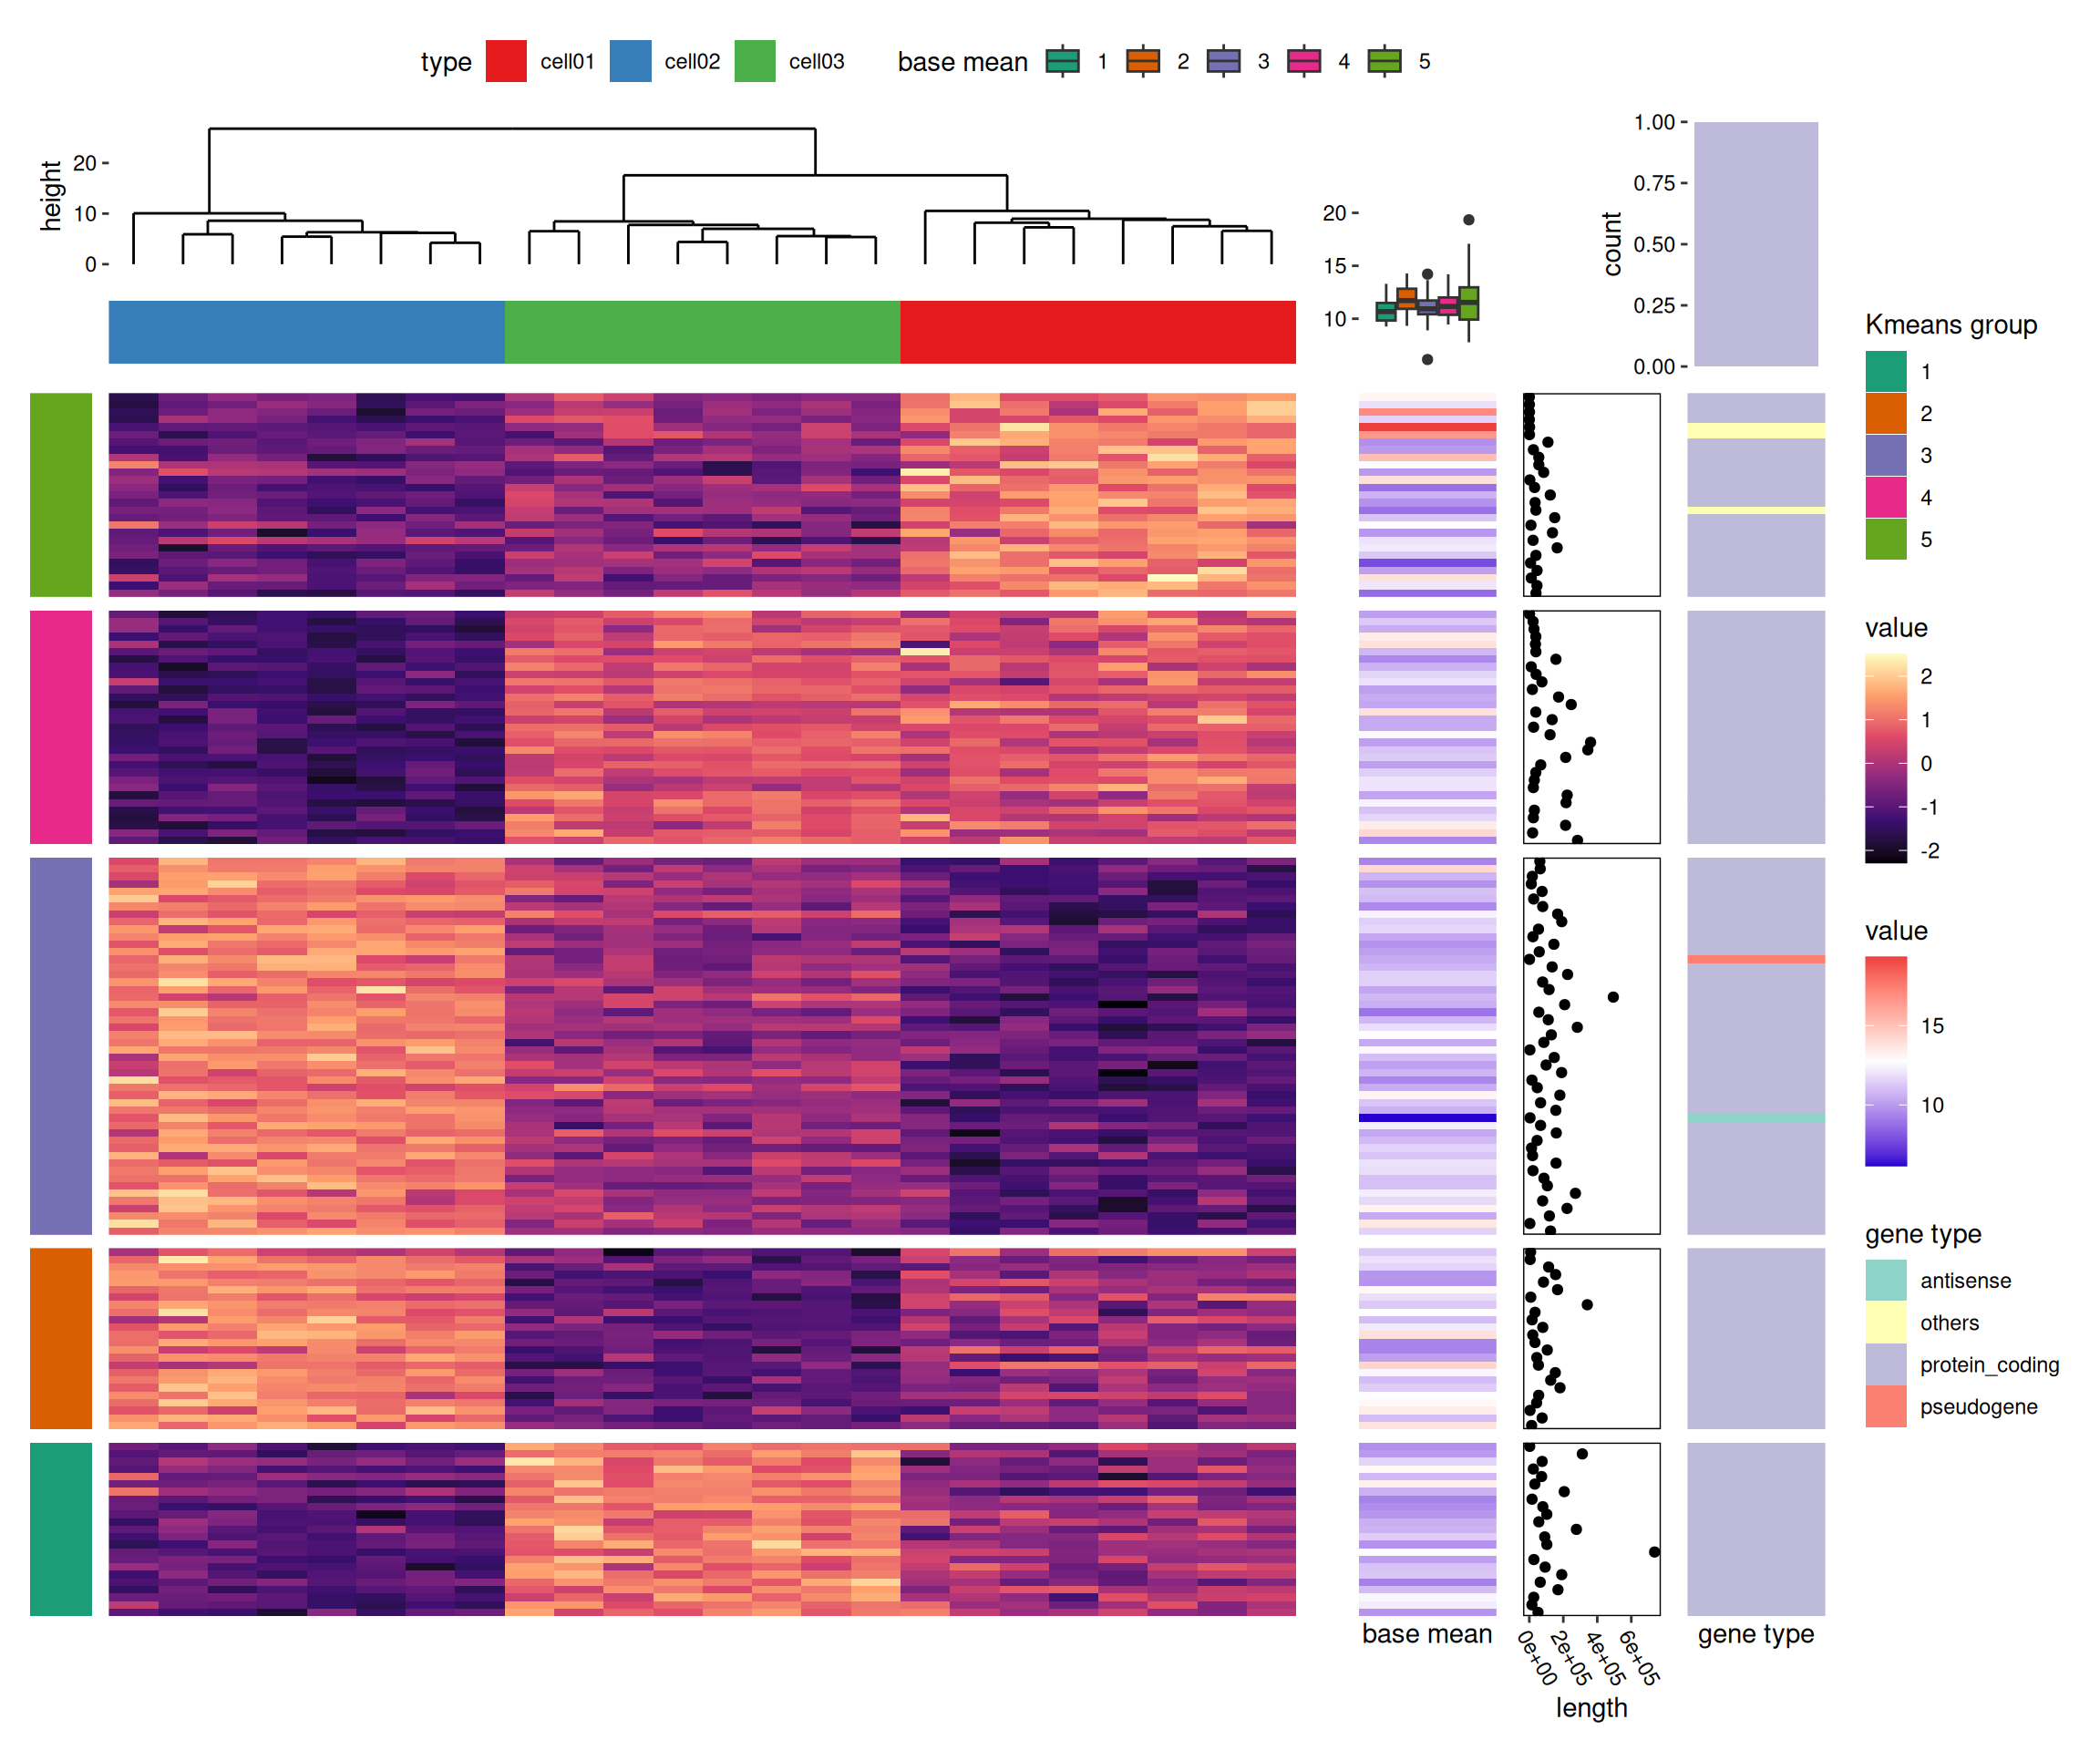 type cell01 cell02 cell03 base mean 1 2 3 4 5
height
20
10
0
20
15
10
count
1.00
0.75
0.50
0.25
0.00
Kmeans group
1
2
3
4
5
value
2
1
0
-1
-2
value
15
10
gene type
antisense
others
protein_coding
pseudogene
base mean
0e+00 2e+05 4e+05 6e+05
length
gene type